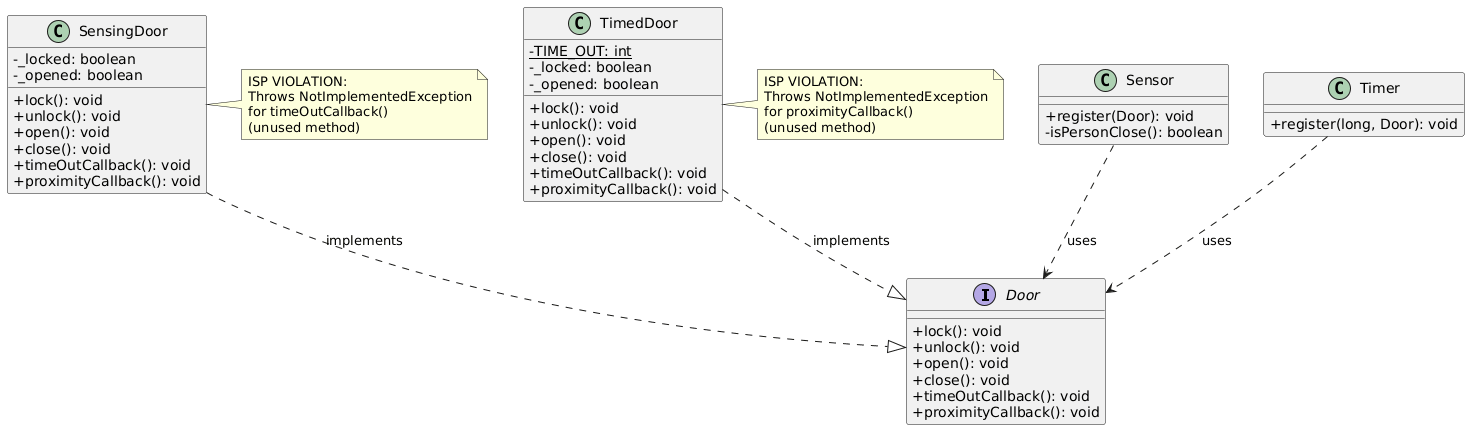 C SensingDoor
-_locked: boolean
-_opened: boolean
+lock(): void
+unlock(): void
+open(): void
+close(): void
+timeOutCallback(): void
+proximityCallback(): void
ISP VIOLATION:
Throws NotImplementedException
for timeOutCallback()
(unused method)
C TimedDoor
-TIME_OUT: int
-_locked: boolean
-_opened: boolean
+lock(): void
+unlock(): void
+open(): void
+close(): void
+timeOutCallback(): void
+proximityCallback(): void
ISP VIOLATION:
Throws NotImplementedException
for proximityCallback()
(unused method)
C Sensor
+register(Door): void
-isPersonClose(): boolean
C Timer
+register(long, Door): void
implements
implements
uses
uses
I Door
+lock(): void
+unlock(): void
+open(): void
+close(): void
+timeOutCallback(): void
+proximityCallback(): void